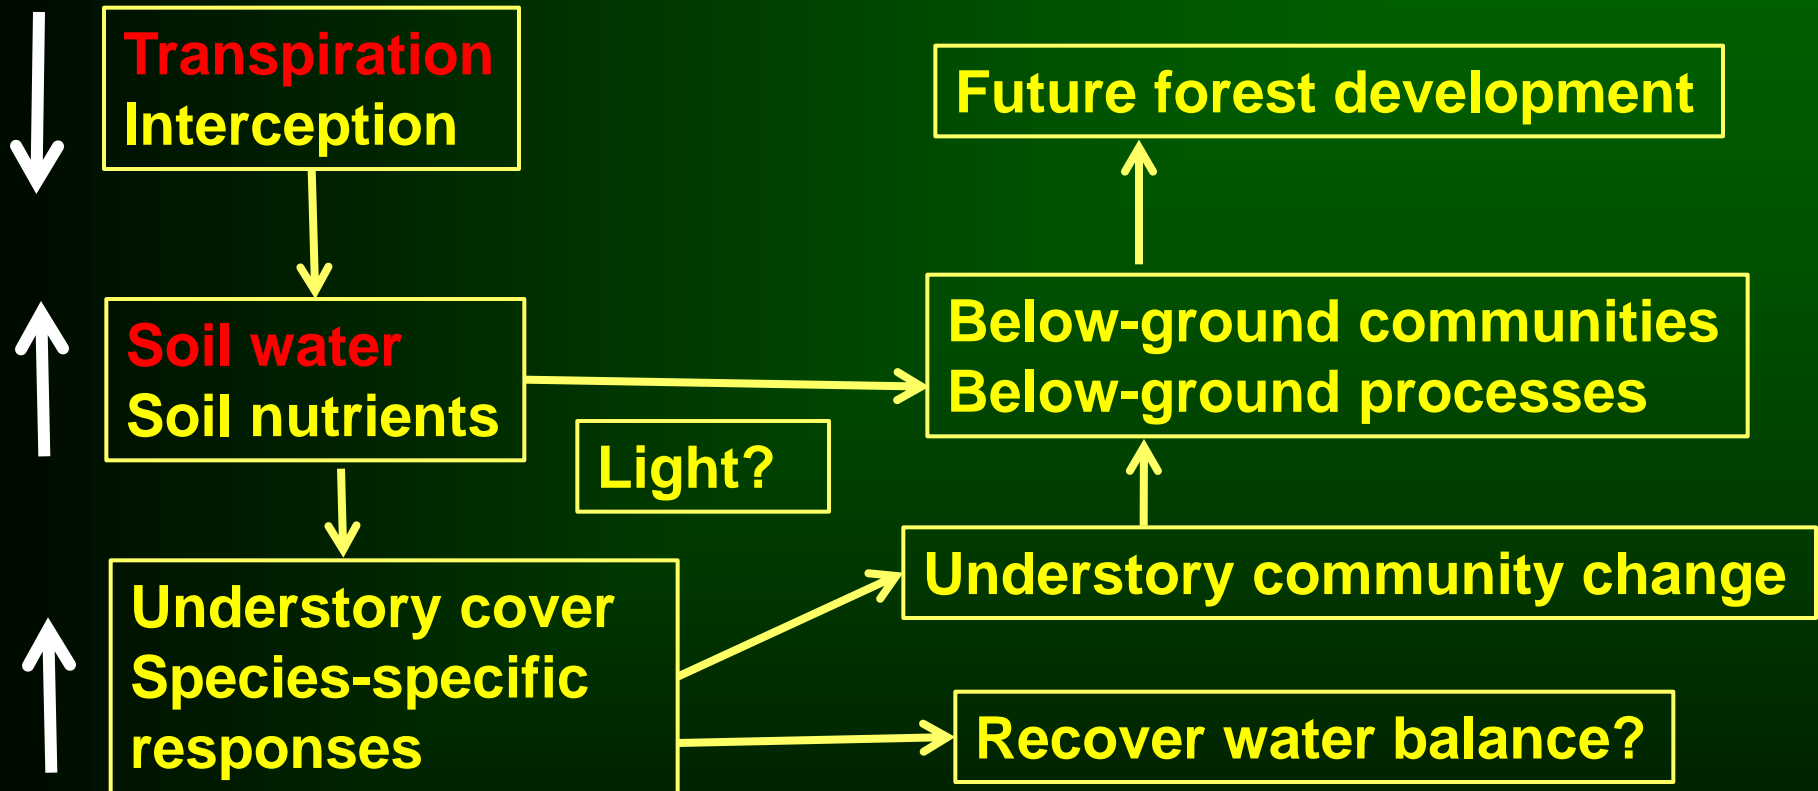 Transpiration
Interception
Soil water
Soil nutrients
Understory cover
Species-specific
responses
Light?
Future forest development
Below-ground communities
Below-ground processes
Understory community change
Recover water balance?